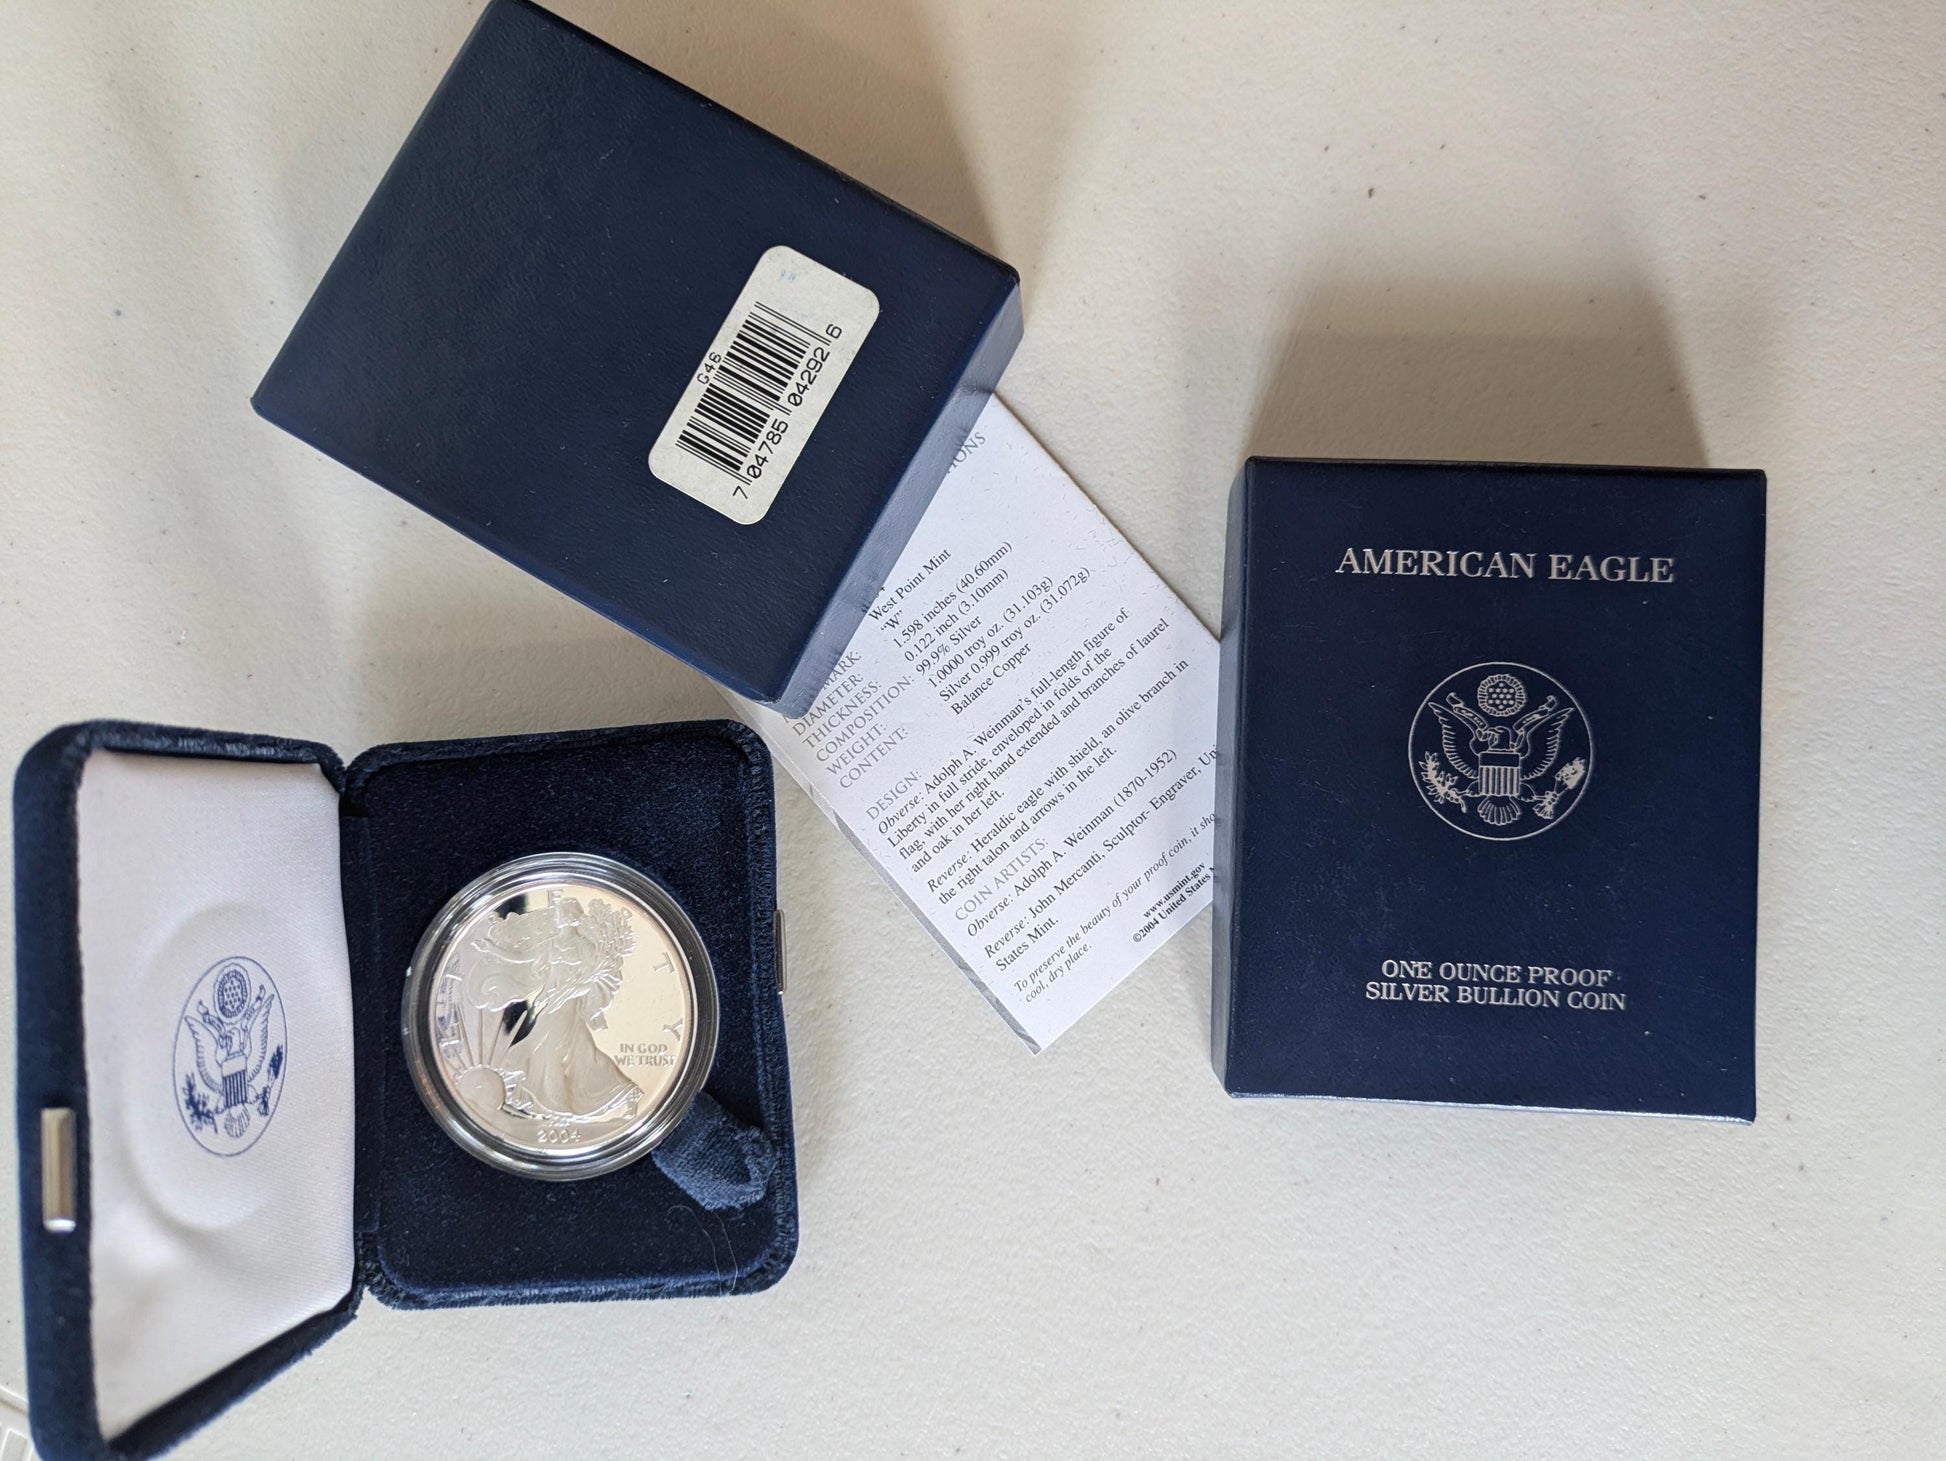 G46
7 04785 04292 6
IONS
West Point Mint
MARK: "W"
DIAMETER: 1.598 inches (40.60mm)
THICKNESS: 0.122 inch (3.10mm)
COMPOSITION: 99.9% Silver
WEIGHT: 1.0000 troy oz. (31.103g)
CONTENT: Silver 0.999 troy oz. (31.072g)
Balance Copper
DESIGN:
Obverse: Adolph A. Weinman's full-length figure of
Liberty in full stride, enveloped in folds of the
flag, with her right hand extended and branches of laurel
and oak in her left.
Reverse: Heraldic eagle with shield, an olive branch in
the right talon and arrows in the left.
COIN ARTISTS:
Obverse: Adolph A. Weinman (1870-1952)
Reverse: John Mercanti, Sculptor- Engraver, Uni
States Mint.
To preserve the beauty of your proof coin, it sho
cool, dry place.
www.usmint.gov
©2004 United States M
AMERICAN EAGLE
ONE OUNCE PROOF
SILVER BULLION COIN
LIBERTY
IN GOD
WE TRUST
2004